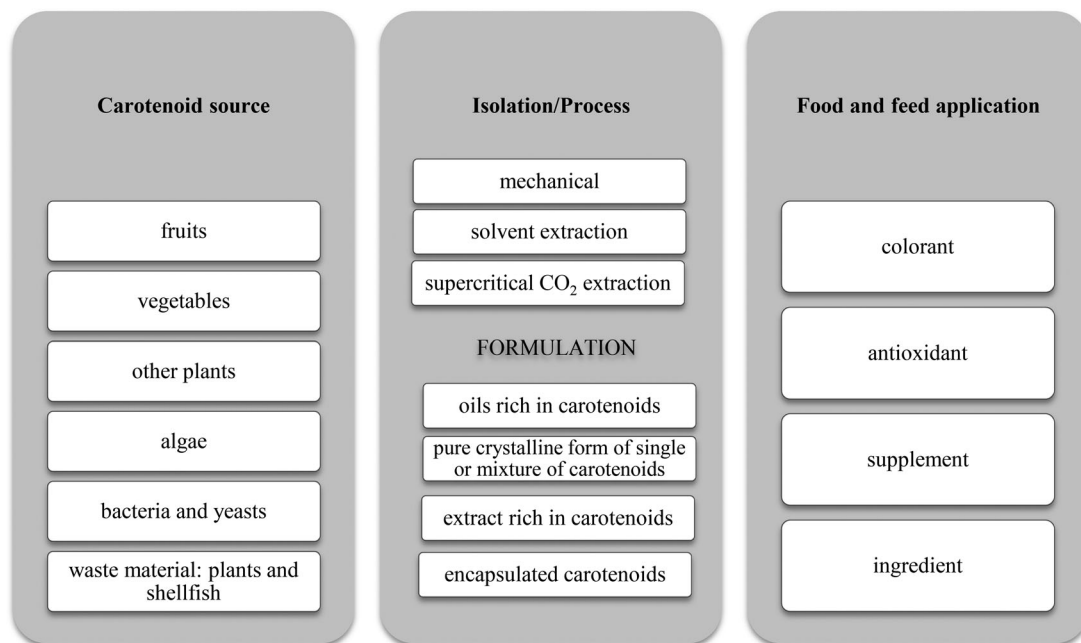 Carotenoid source
fruits
vegetables
other plants
algae
bacteria and yeasts
waste material: plants and
shellfish
Isolation/Process
mechanical
solvent extraction
supercritical CO₂ extraction
FORMULATION
oils rich in carotenoids
pure crystalline form of single
or mixture of carotenoids
extract rich in carotenoids
encapsulated carotenoids
Food and feed application
colorant
antioxidant
supplement
ingredient